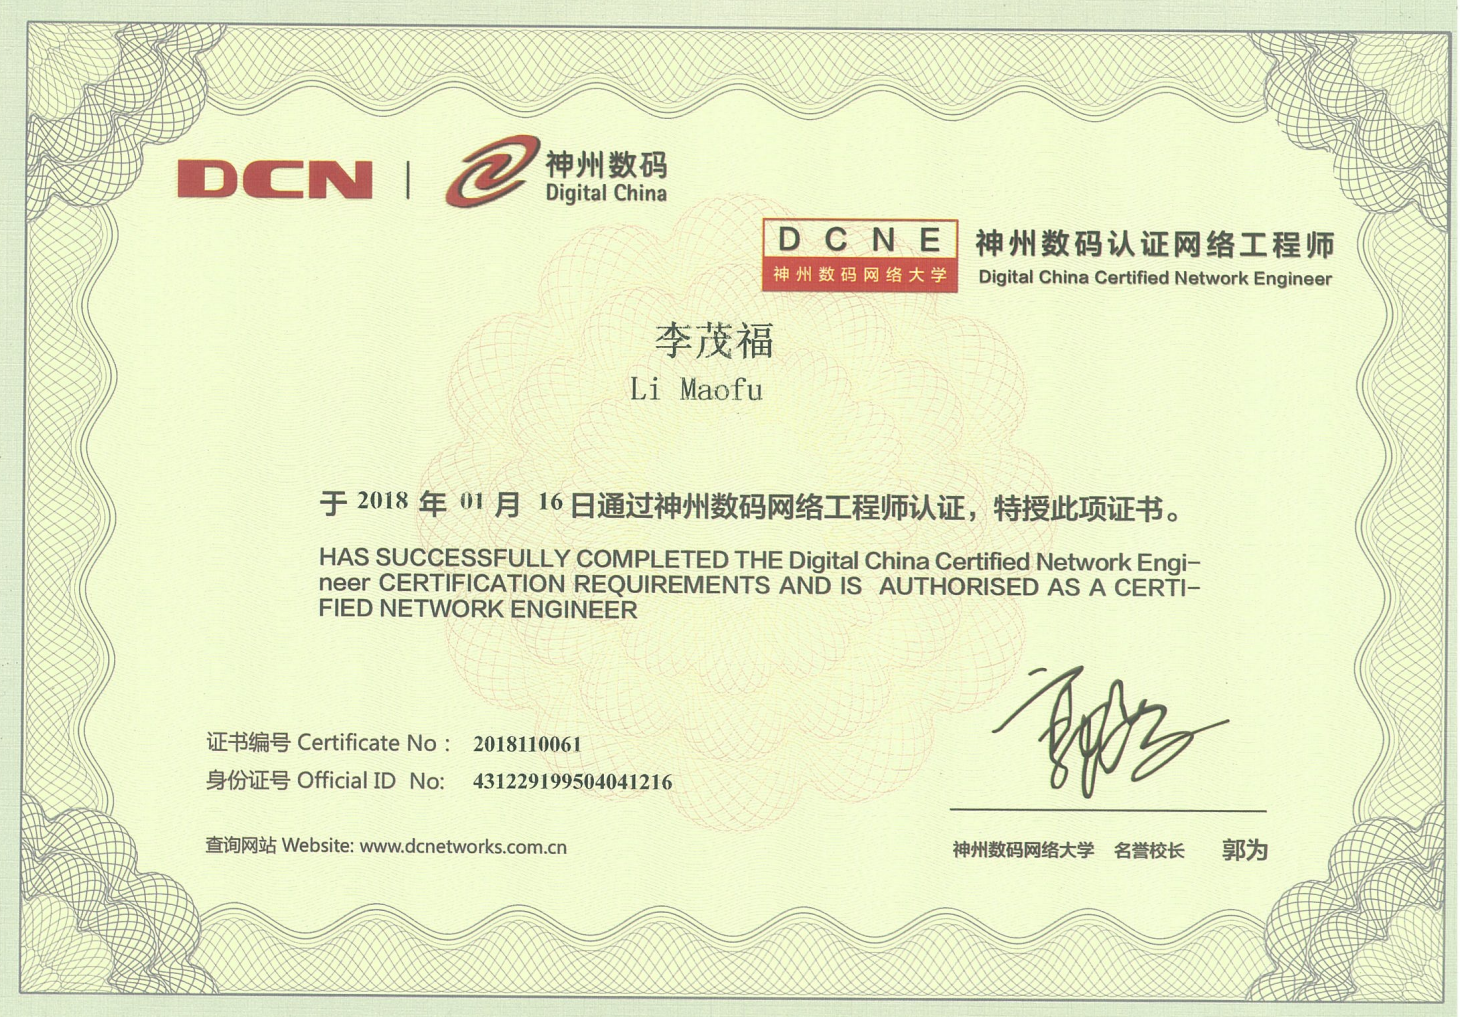 DCN | 神州数码
Digital China
DCNE 神州数码认证网络工程师
神州数码网络大学 Digital China Certified Network Engineer
李茂福
Li Maofu
于 2018 年 01 月 16 日通过神州数码网络工程师认证，特授此项证书。
HAS SUCCESSFULLY COMPLETED THE Digital China Certified Network Engi-
neer CERTIFICATION REQUIREMENTS AND IS AUTHORISED AS A CERTI-
FIED NETWORK ENGINEER
证书编号 Certificate No : 2018110061
身份证号 Official ID No: 431229199504041216
查询网站 Website: www.dcnetworks.com.cn
郭为
神州数码网络大学 名誉校长 郭为